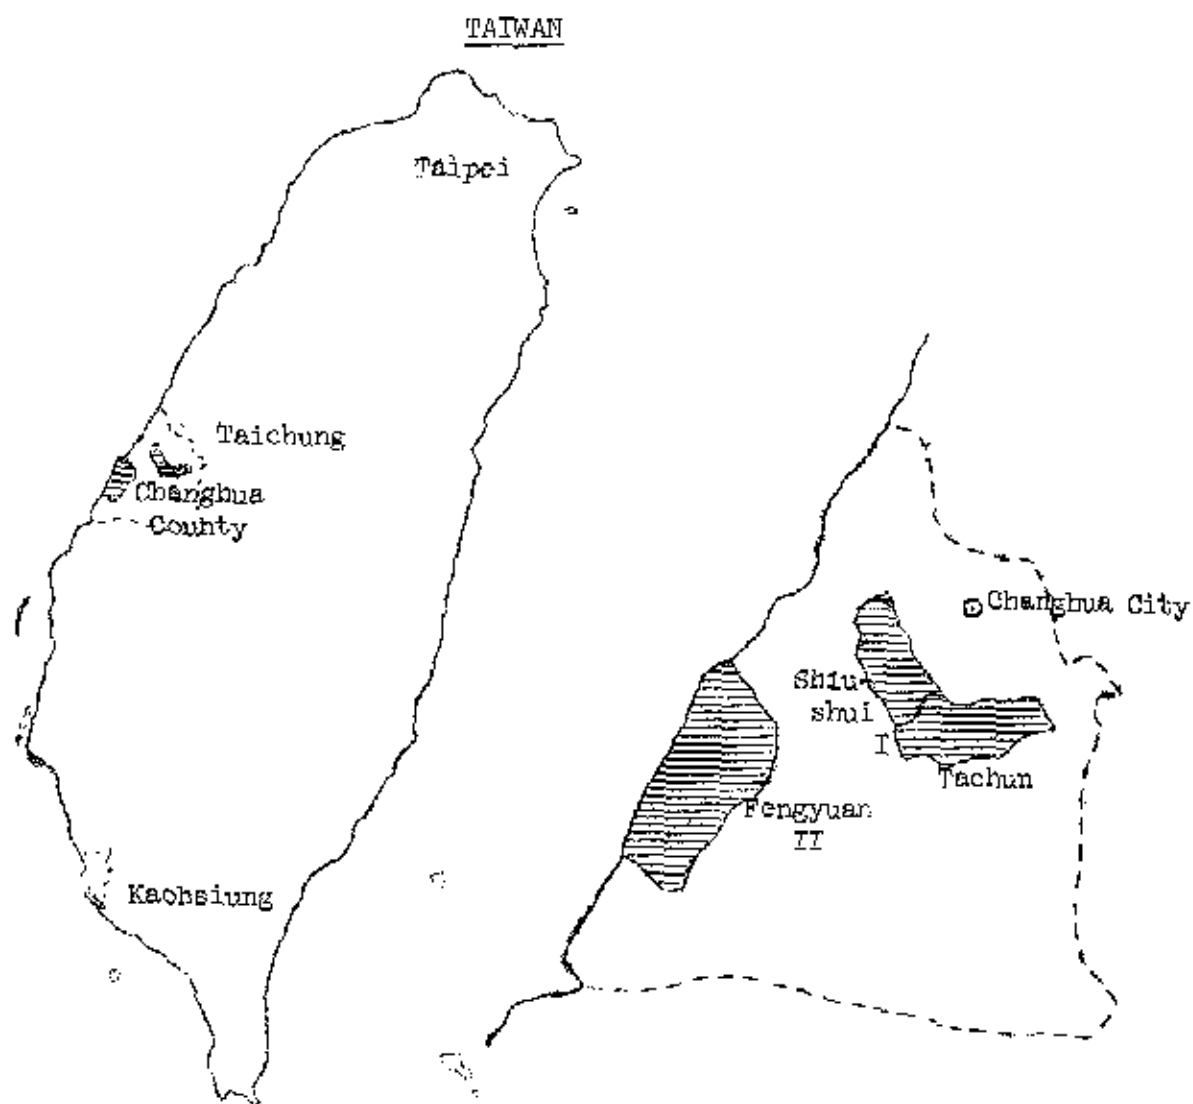 TAIWAN
Taipei
Taichung
Changhua
County
Kaohsiung
Changhua City
Shiu-
shui
I
Tachun
Fengyuan
II